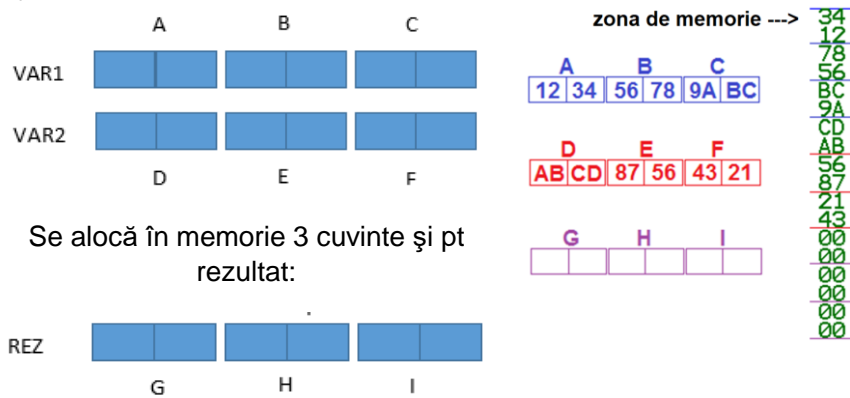 A B C
VAR1
VAR2
D E F
Se alocă în memorie 3 cuvinte şi pt
rezultat:
REZ
G H I
zona de memorie --->
A B C
12 34 56 78 9A BC
D E F
AB CD 87 56 43 21
G H I
34
12
78
56
BC
9A
CD
AB
56
87
21
43
00
00
00
00
00
00